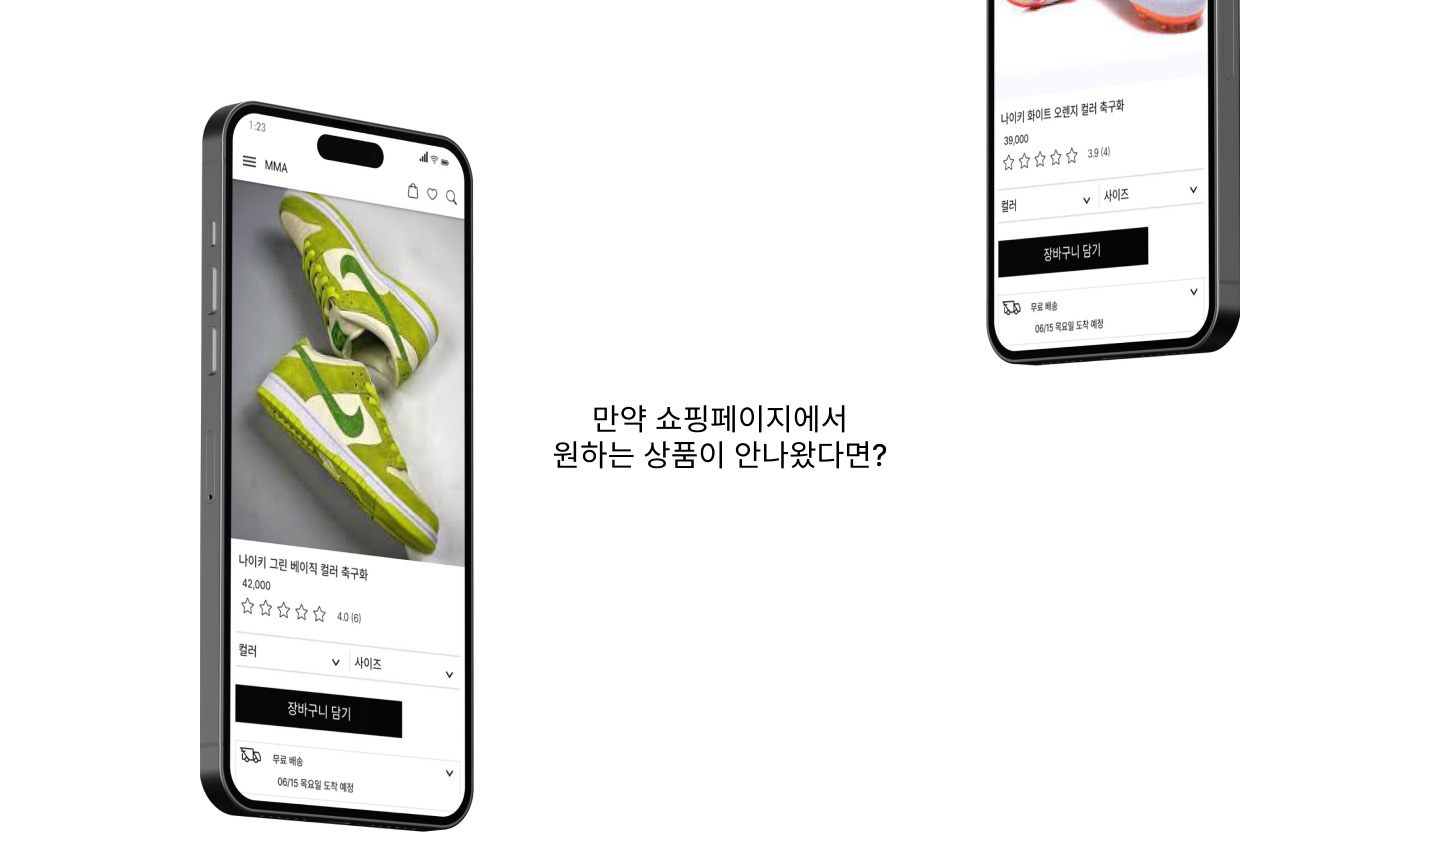 1:23
MMA
나이키 그린 베이직 컬러 축구화
42,000
4.0 (6)
컬러
사이즈
장바구니 담기
무료 배송
06/15 목요일 도착 예정
만약 쇼핑페이지에서
원하는 상품이 안나왔다면?
나이키 화이트 오렌지 컬러 축구화
39,000
3.9 (4)
컬러
사이즈
장바구니 담기
무료 배송
06/15 목요일 도착 예정